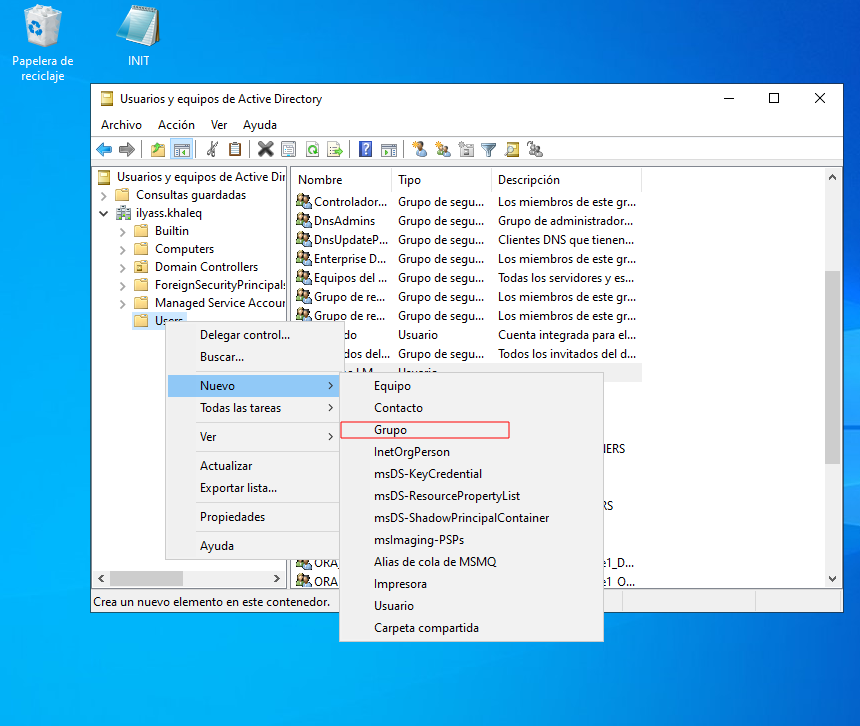 Papelera de
reciclaje
INIT
Usuarios y equipos de Active Directory
Archivo Acción Ver Ayuda
Usuarios y equipos de Active Dir
Consultas guardadas
ilyass.khaleq
Builtin
Computers
Domain Controllers
ForeignSecurityPrincipals
Managed Service Accour
Users
Nombre Tipo Descripción
Controlador... Grupo de segu... Los miembros de este gr...
DnsAdmins Grupo de segu... Grupo de administrador...
DnsUpdateP... Grupo de segu... Clientes DNS que tienen...
Enterprise D... Grupo de segu... Los miembros de este gr...
Equipos del ... Grupo de segu... Todas los servidores y es...
Grupo de re... Grupo de segu... Los miembros de este gr...
Grupo de re... Grupo de segu... Los miembros de este gr...
do Usuario Cuenta integrada para el...
dos del... Grupo de segu... Todos los invitados del d...
Usuario
IERS
RS
ORA e1_D...
ORA e1_O...
Delegar control...
Buscar...
Nuevo
Todas las tareas
Ver
Actualizar
Exportar lista...
Propiedades
Ayuda
Equipo
Contacto
Grupo
InetOrgPerson
msDS-KeyCredential
msDS-ResourcePropertyList
msDS-ShadowPrincipalContainer
msImaging-PSPs
Alias de cola de MSMQ
Impresora
Usuario
Carpeta compartida
Crea un nuevo elemento en este contenedor.